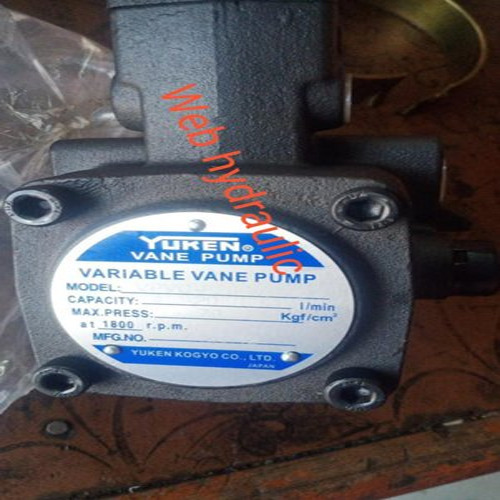 Web hydraulic
YUKEN®
VANE PUMP
VARIABLE VANE PUMP
MODEL:
CAPACITY: l/min
MAX.PRESS: Kgf/cm²
at 1800 r.p.m.
MFG.NO.
YUKEN KOGYO CO., LTD.
JAPAN